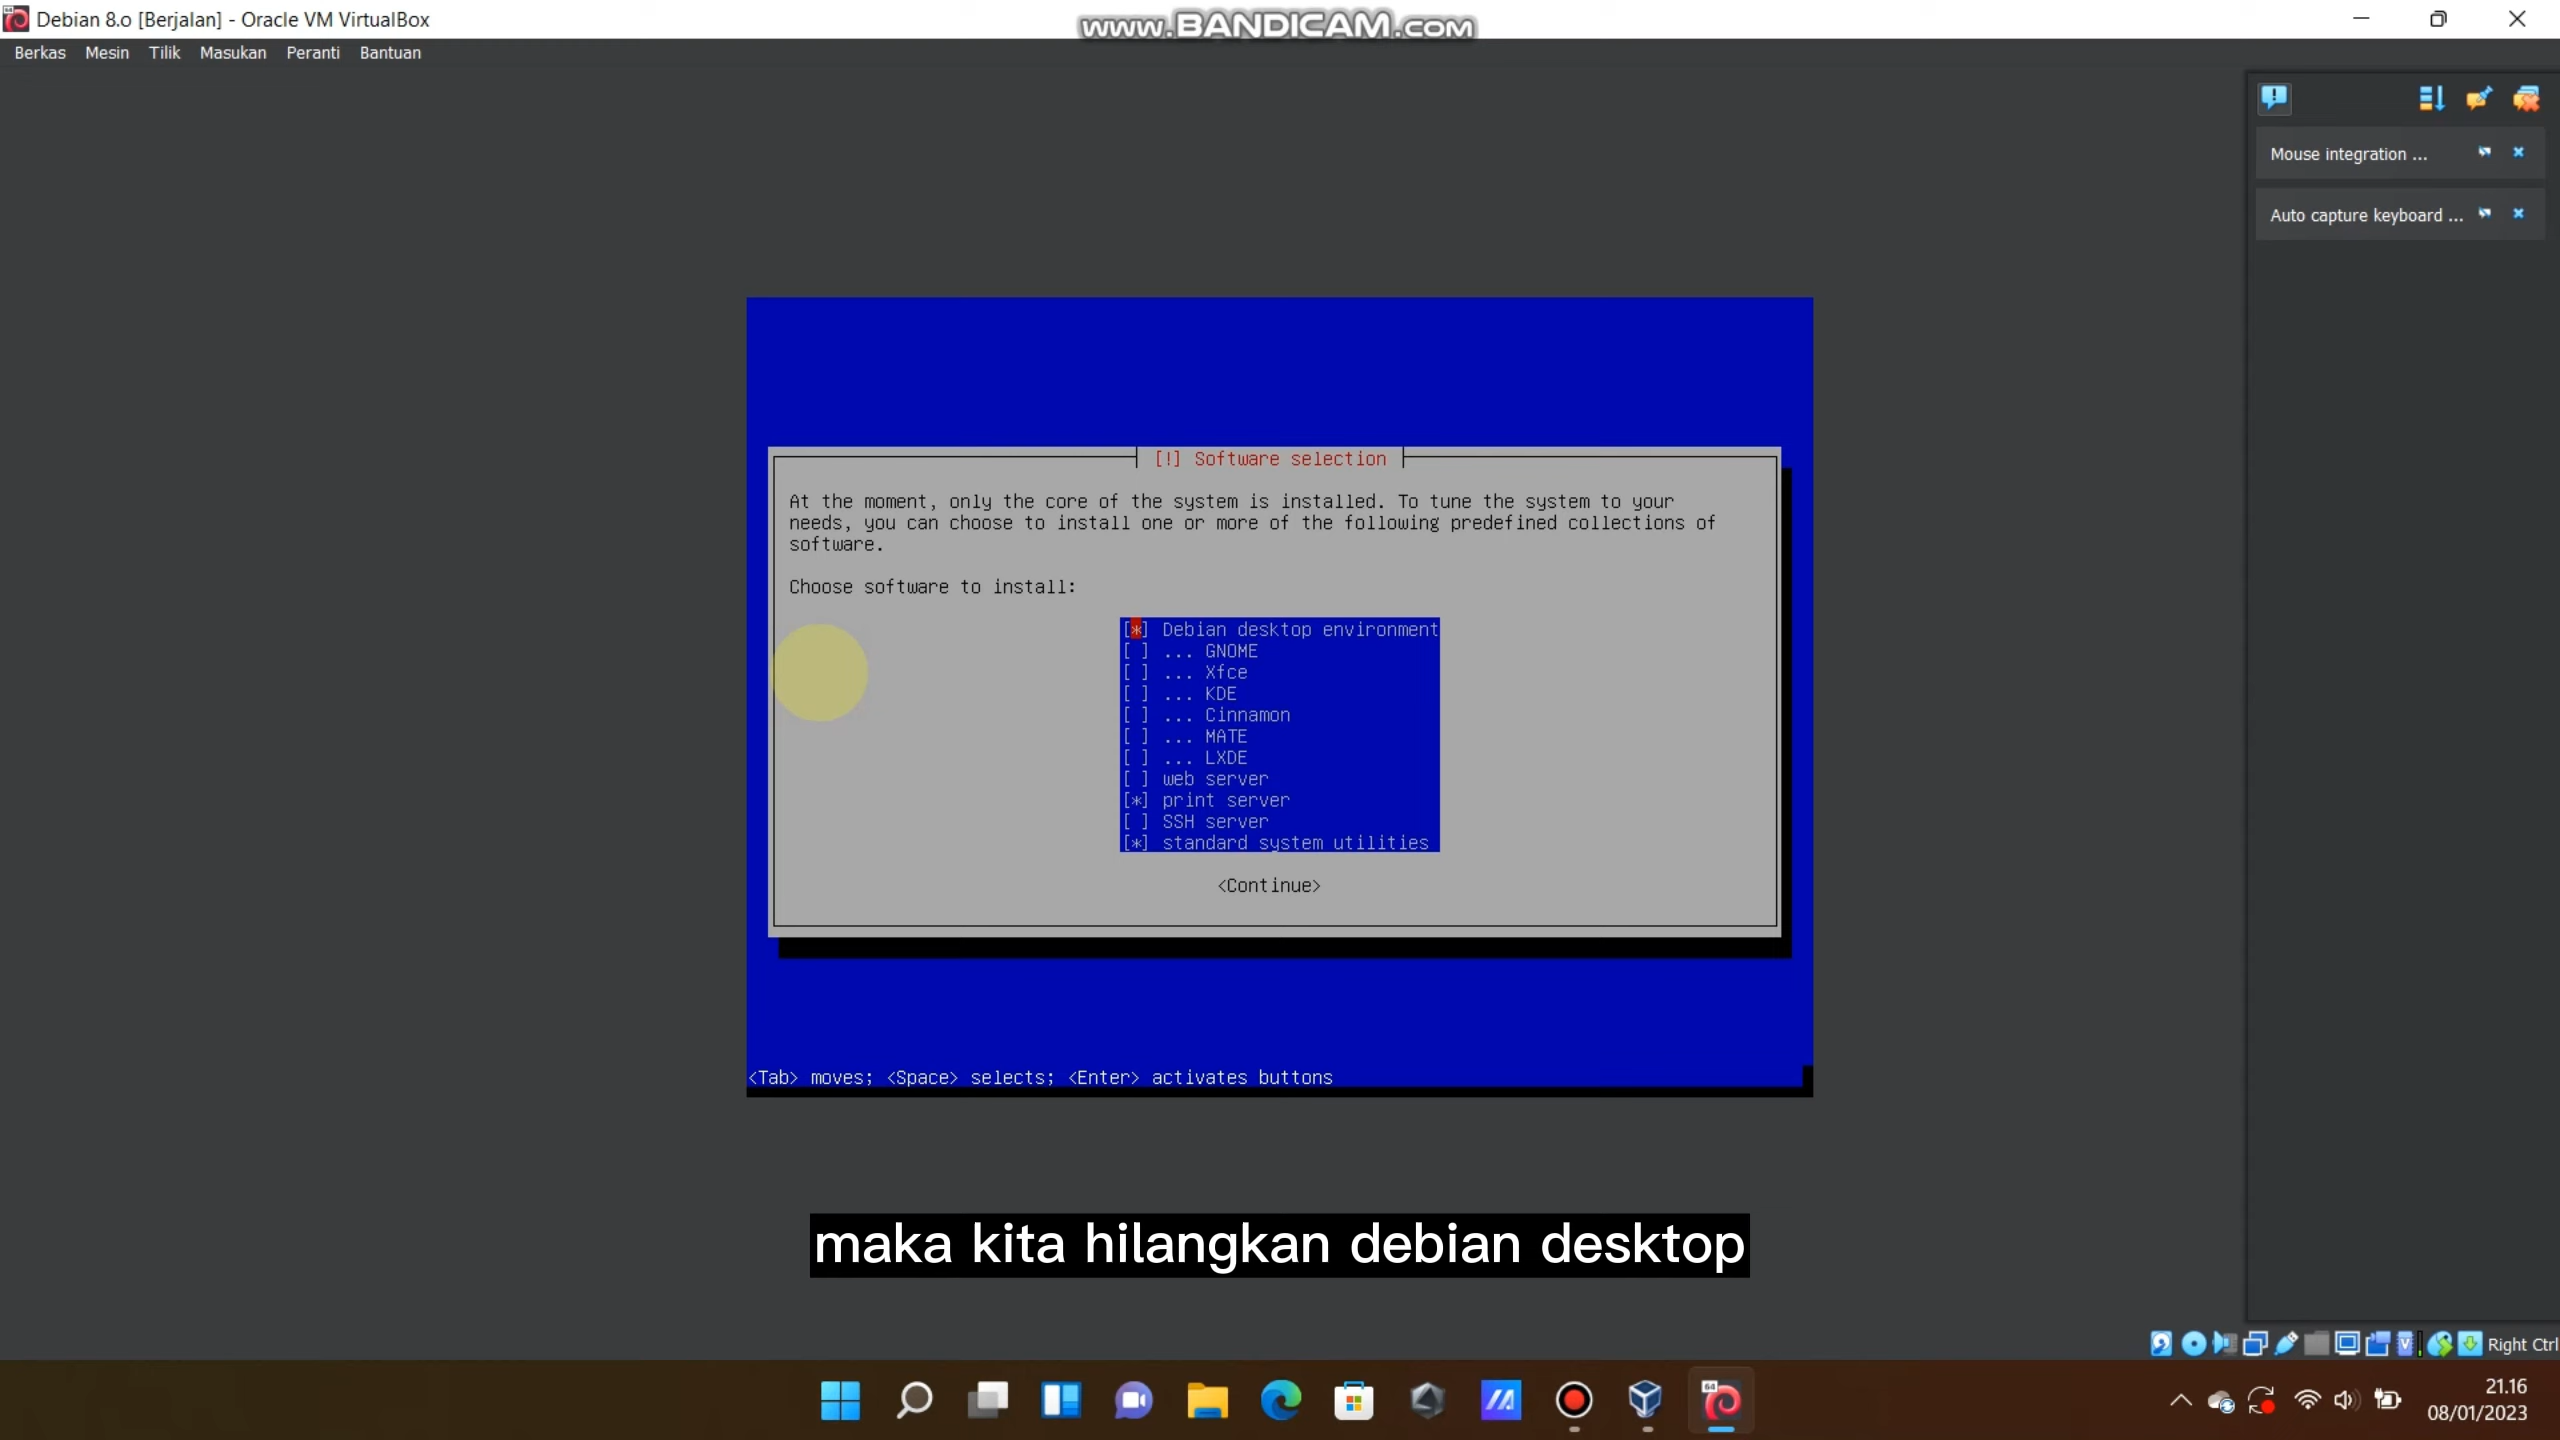 Debian 8.o [Berjalan] - Oracle VM VirtualBox
www.BANDICAM.com
Berkas Mesin Tilik Masukan Peranti Bantuan
Mouse integration ...
Auto capture keyboard ...
[!] Software selection
At the moment, only the core of the system is installed. To tune the system to your
needs, you can choose to install one or more of the following predefined collections of
software.
Choose software to install:
[*] Debian desktop environment
[ ] ... GNOME
[ ] ... Xfce
[ ] ... KDE
[ ] ... Cinnamon
[ ] ... MATE
[ ] ... LXDE
[ ] web server
[*] print server
[ ] SSH server
[*] standard system utilities
<Continue>
<Tab> moves; <Space> selects; <Enter> activates buttons
maka kita hilangkan debian desktop
Right Ctrl
64
21.16
08/01/2023